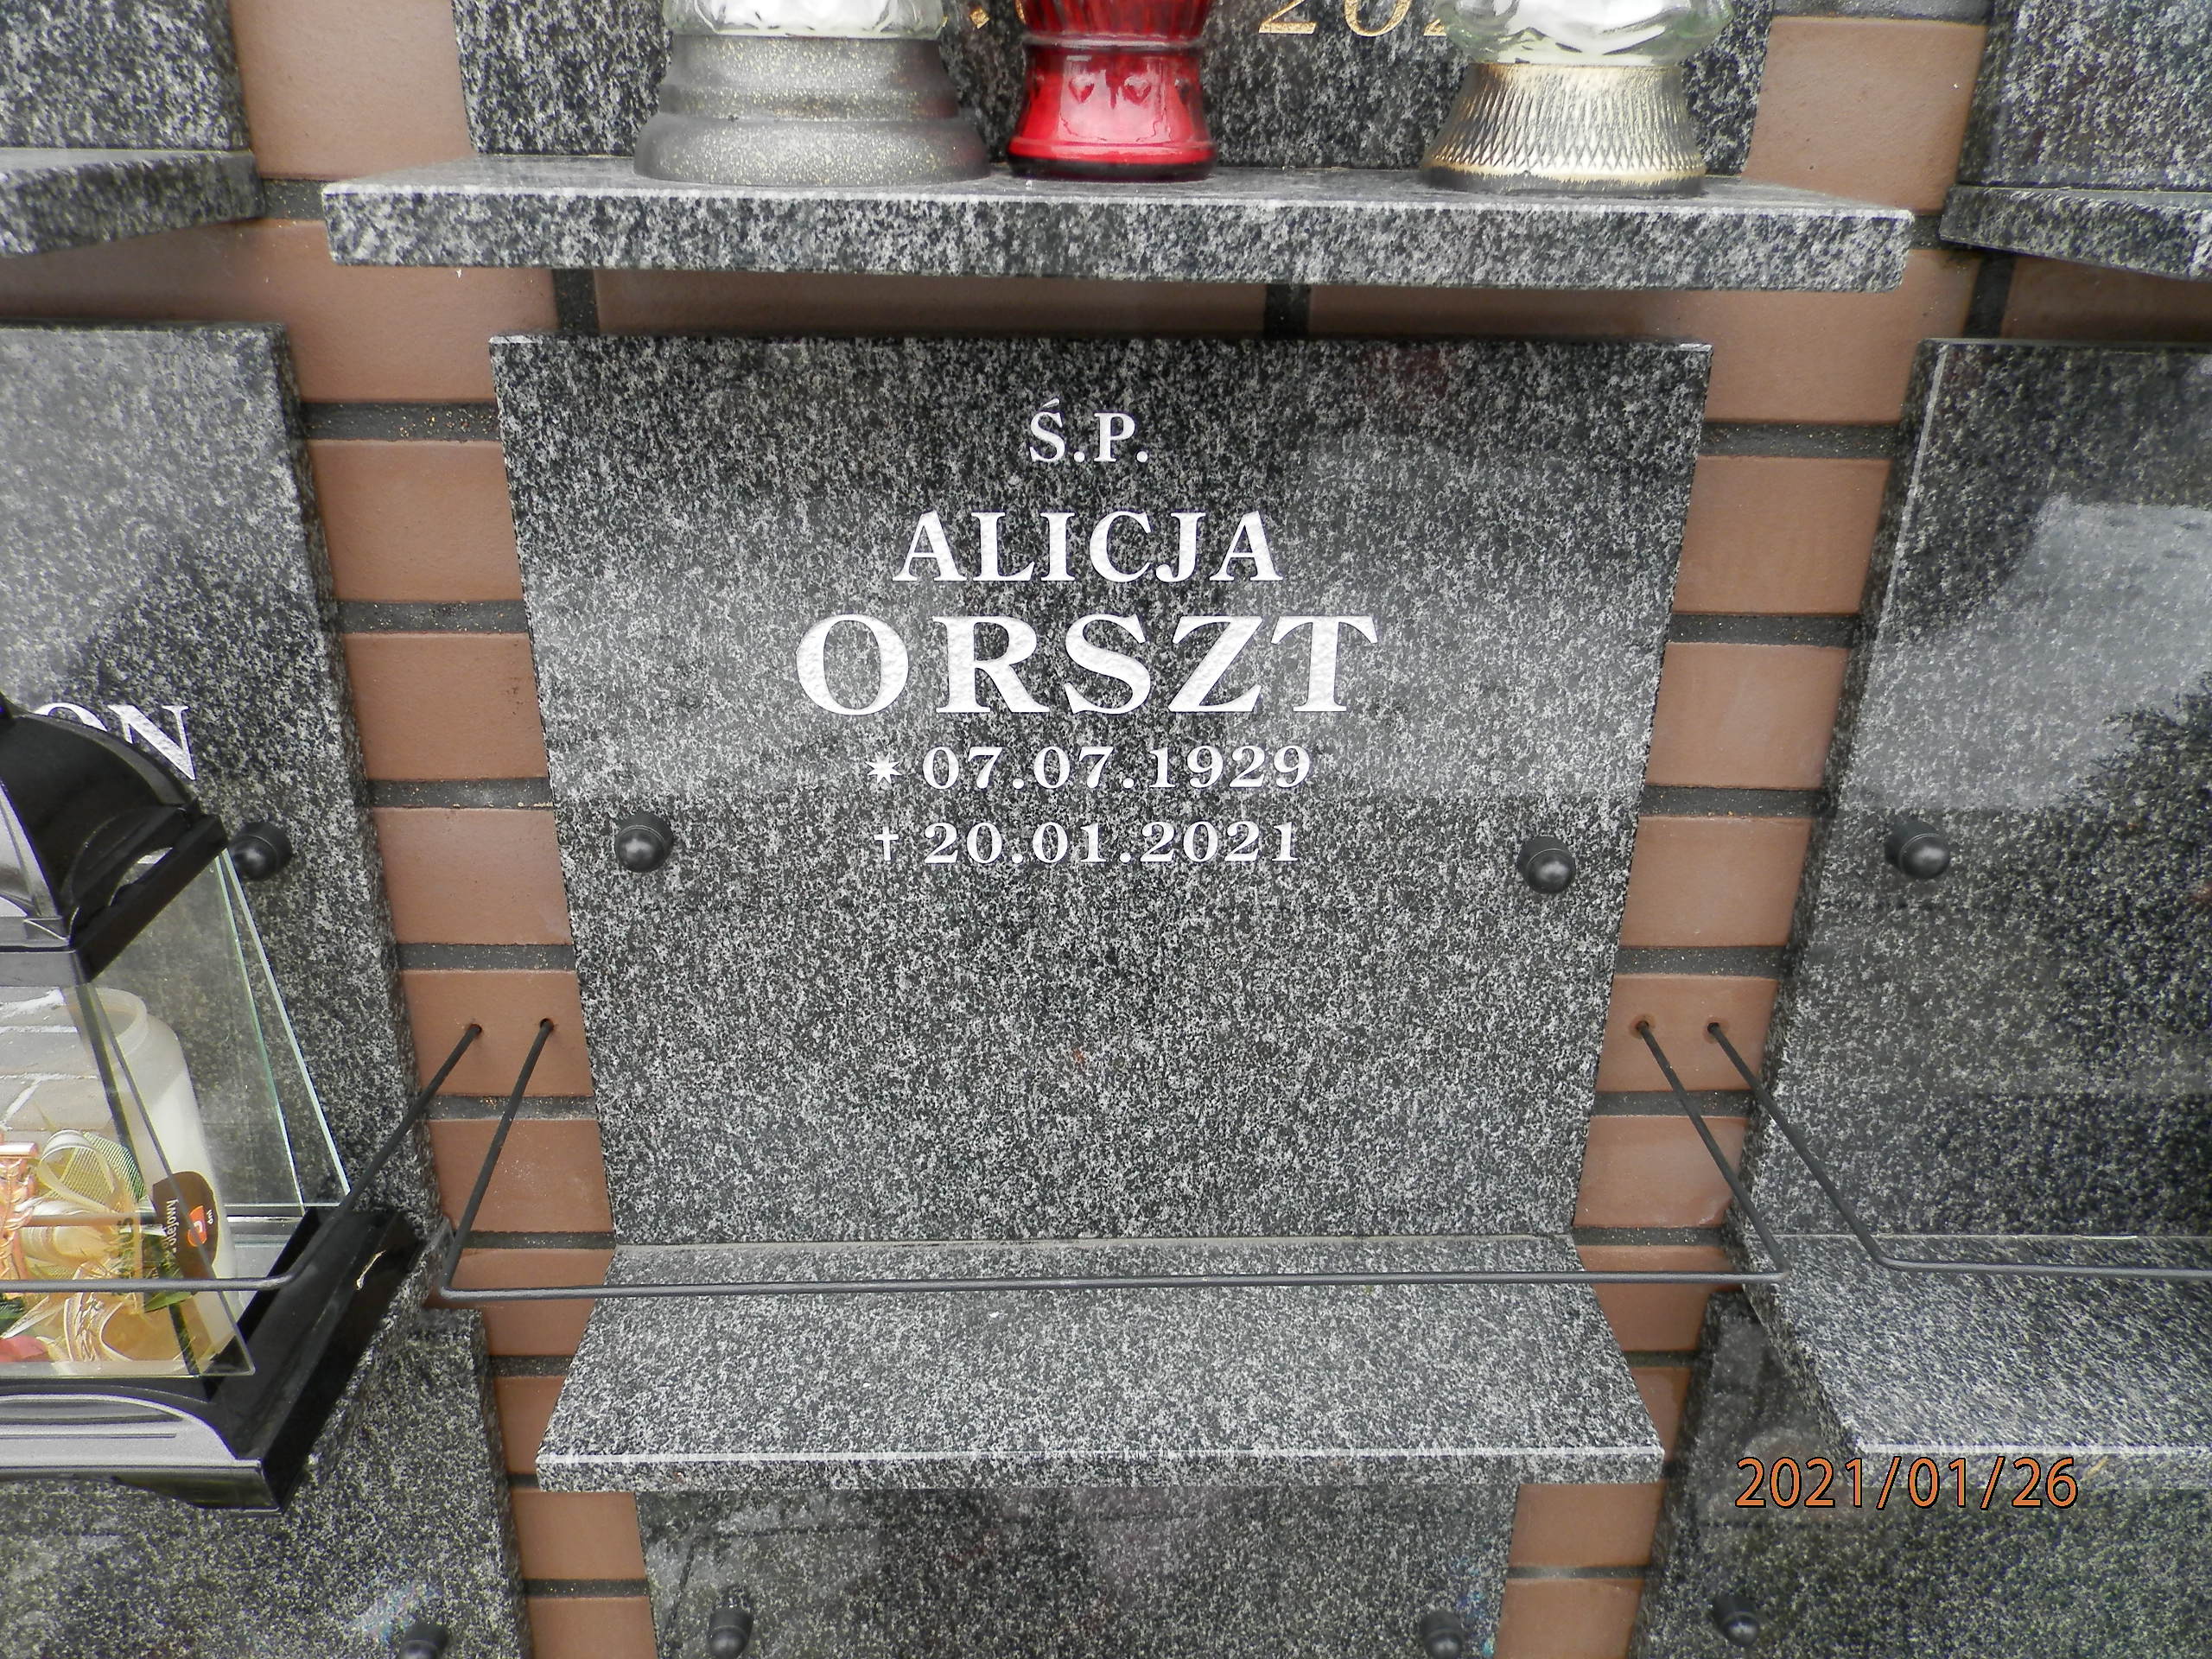 Ś.P.
ALICJA
ORSZT
✷ 07.07.1929
† 20.01.2021
2021/01/26